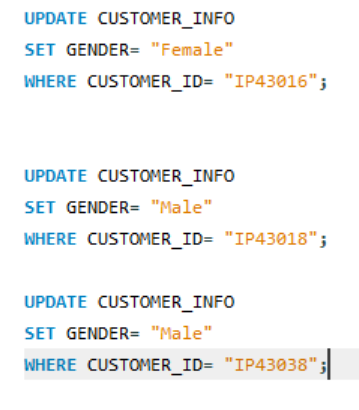 UPDATE CUSTOMER_INFO
SET GENDER= "Female"
WHERE CUSTOMER_ID= "IP43016";
UPDATE CUSTOMER_INFO
SET GENDER= "Male"
WHERE CUSTOMER_ID= "IP43018";
UPDATE CUSTOMER_INFO
SET GENDER= "Male"
WHERE CUSTOMER_ID= "IP43038";